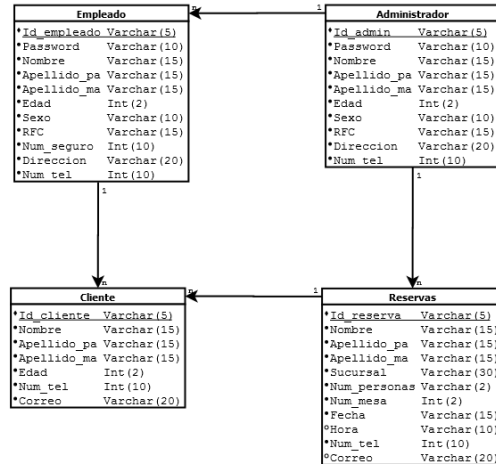 Empleado
Id_empleado Varchar(5)
Password Varchar(10)
Nombre Varchar(15)
Apellido_pa Varchar(15)
Apellido_ma Varchar(15)
Edad Int(2)
Sexo Varchar(10)
RFC Varchar(15)
Num_seguro Int(10)
Direccion Varchar(20)
Num_tel Int(10)
n
1
Administrador
Id_admin Varchar(5)
Password Varchar(10)
Nombre Varchar(15)
Apellido_pa Varchar(15)
Apellido_ma Varchar(15)
Edad Int(2)
Sexo Varchar(10)
RFC Varchar(15)
Direccion Varchar(20)
Num_tel Int(10)
1
1
n
n
Cliente
Id_cliente Varchar(5)
Nombre Varchar(15)
Apellido_pa Varchar(15)
Apellido_ma Varchar(15)
Edad Int(2)
Num_tel Int(10)
Correo Varchar(20)
n
1
Reservas
Id_reserva Varchar(5)
Nombre Varchar(15)
Apellido_pa Varchar(15)
Apellido_ma Varchar(15)
Sucursal Varchar(30)
Num_personas Varchar(2)
Num_mesa Int(2)
Fecha Varchar(15)
Hora Varchar(10)
Num_tel Int(10)
Correo Varchar(20)